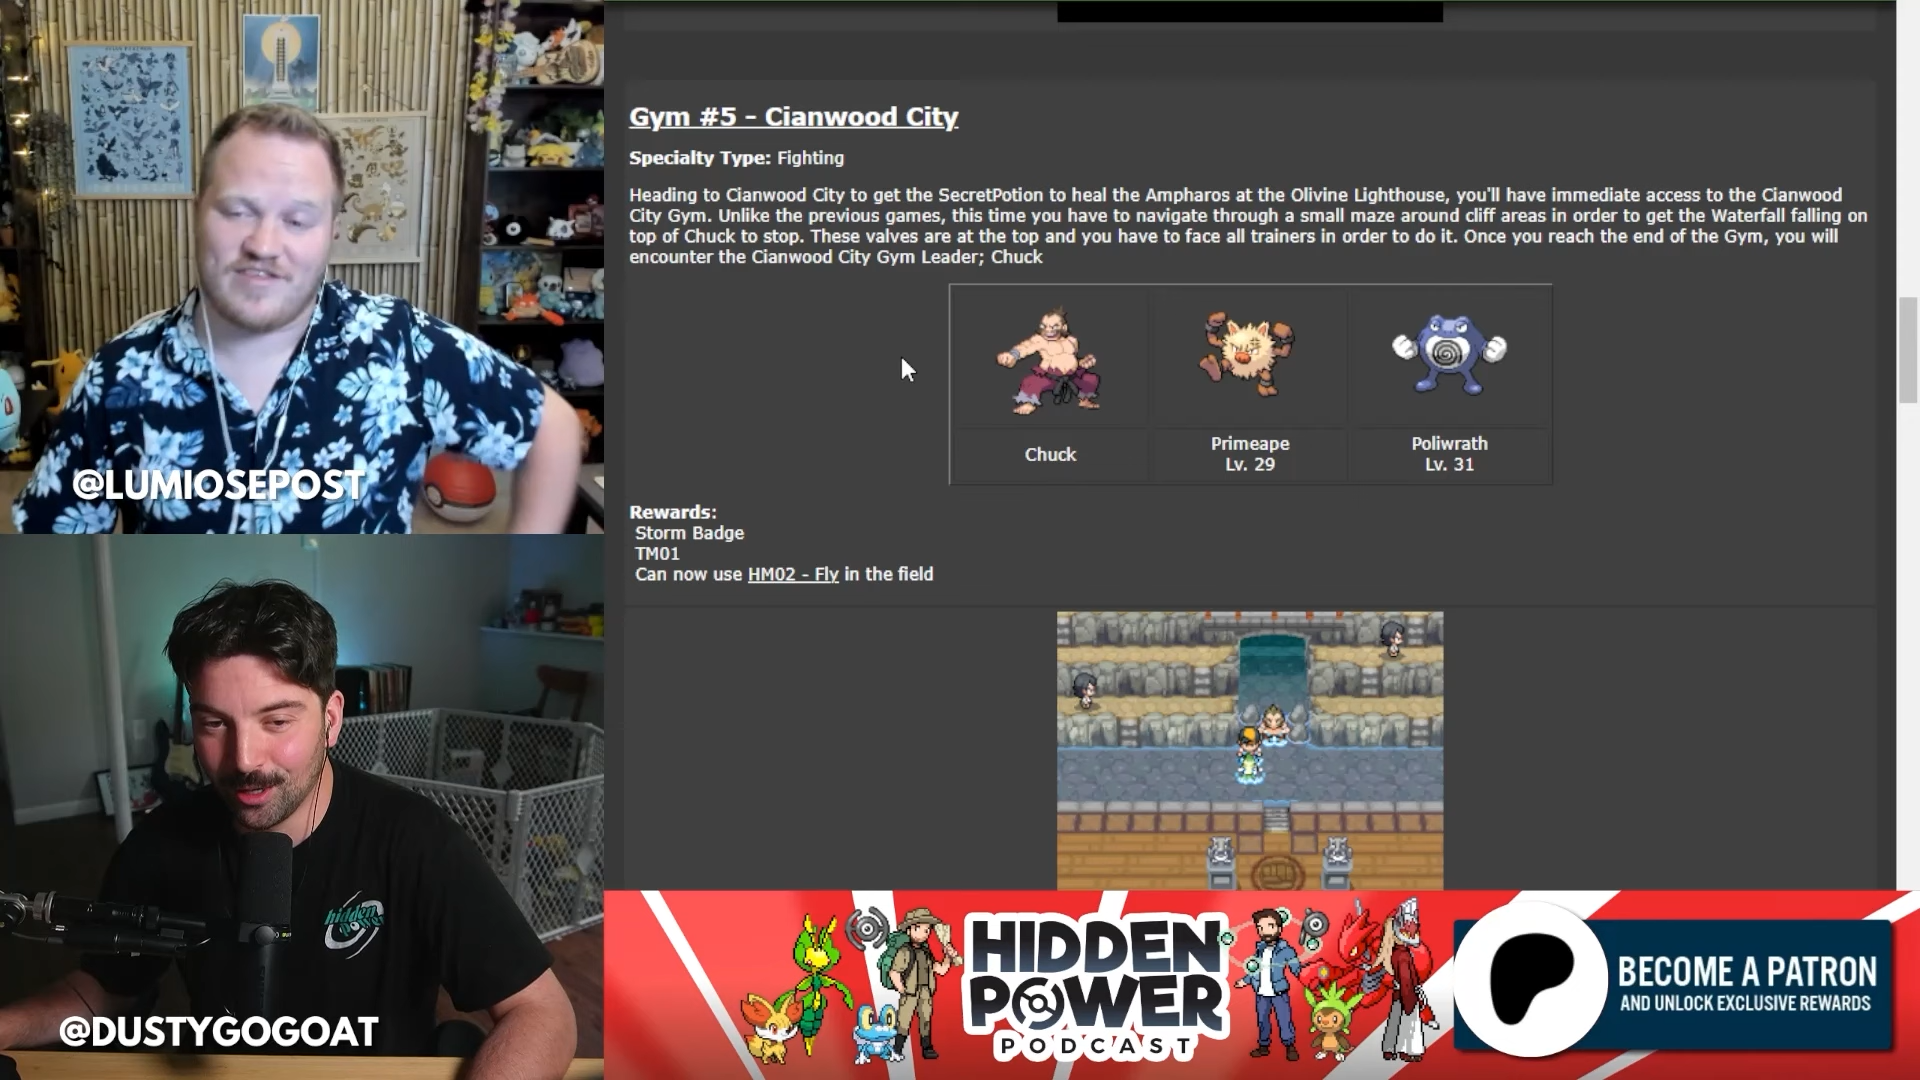 Gym #5 - Cianwood City
Specialty Type: Fighting
Heading to Cianwood City to get the SecretPotion to heal the Ampharos at the Olivine Lighthouse, you'll have immediate access to the Cianwood
City Gym. Unlike the previous games, this time you have to navigate through a small maze around cliff areas in order to get the Waterfall falling on
top of Chuck to stop. These valves are at the top and you have to face all trainers in order to do it. Once you reach the end of the Gym, you will
encounter the Cianwood City Gym Leader; Chuck
Chuck
Primeape
Lv. 29
Poliwrath
Lv. 31
Rewards:
Storm Badge
TM01
Can now use HM02 - Fly in the field
@LUMIOSEPOST
hidden
power
@DUSTYGOGOAT
HIDDEN
POWER
PODCAST
BECOME A PATRON
AND UNLOCK EXCLUSIVE REWARDS